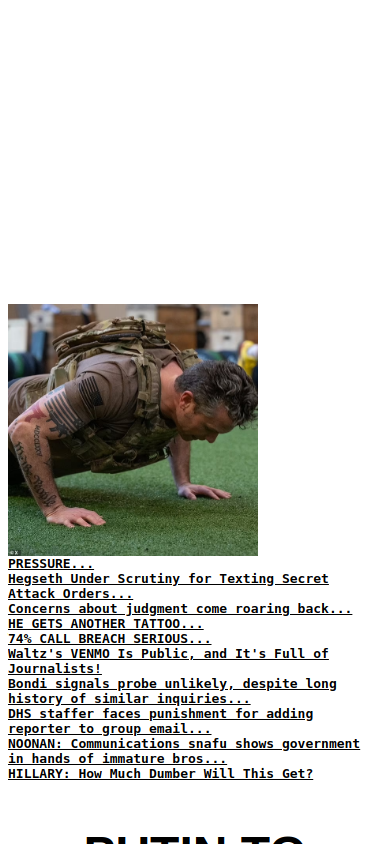 PRESSURE...
Hegseth Under Scrutiny for Texting Secret
Attack Orders...
Concerns about judgment come roaring back...
HE GETS ANOTHER TATTOO...
74% CALL BREACH SERIOUS...
Waltz's VENMO Is Public, and It's Full of
Journalists!
Bondi signals probe unlikely, despite long
history of similar inquiries...
DHS staffer faces punishment for adding
reporter to group email...
NOONAN: Communications snafu shows government
in hands of immature bros...
HILLARY: How Much Dumber Will This Get?
PUTIN TO